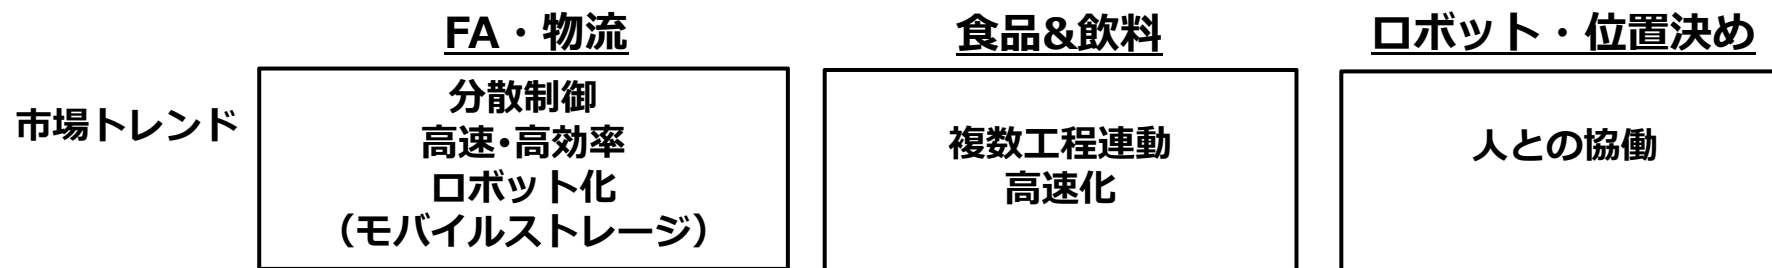 FA・物流
食品&飲料
ロボット・位置決め
市場トレンド
分散制御
高速・高効率
ロボット化
（モバイルストレージ）
複数工程連動
高速化
人との協働